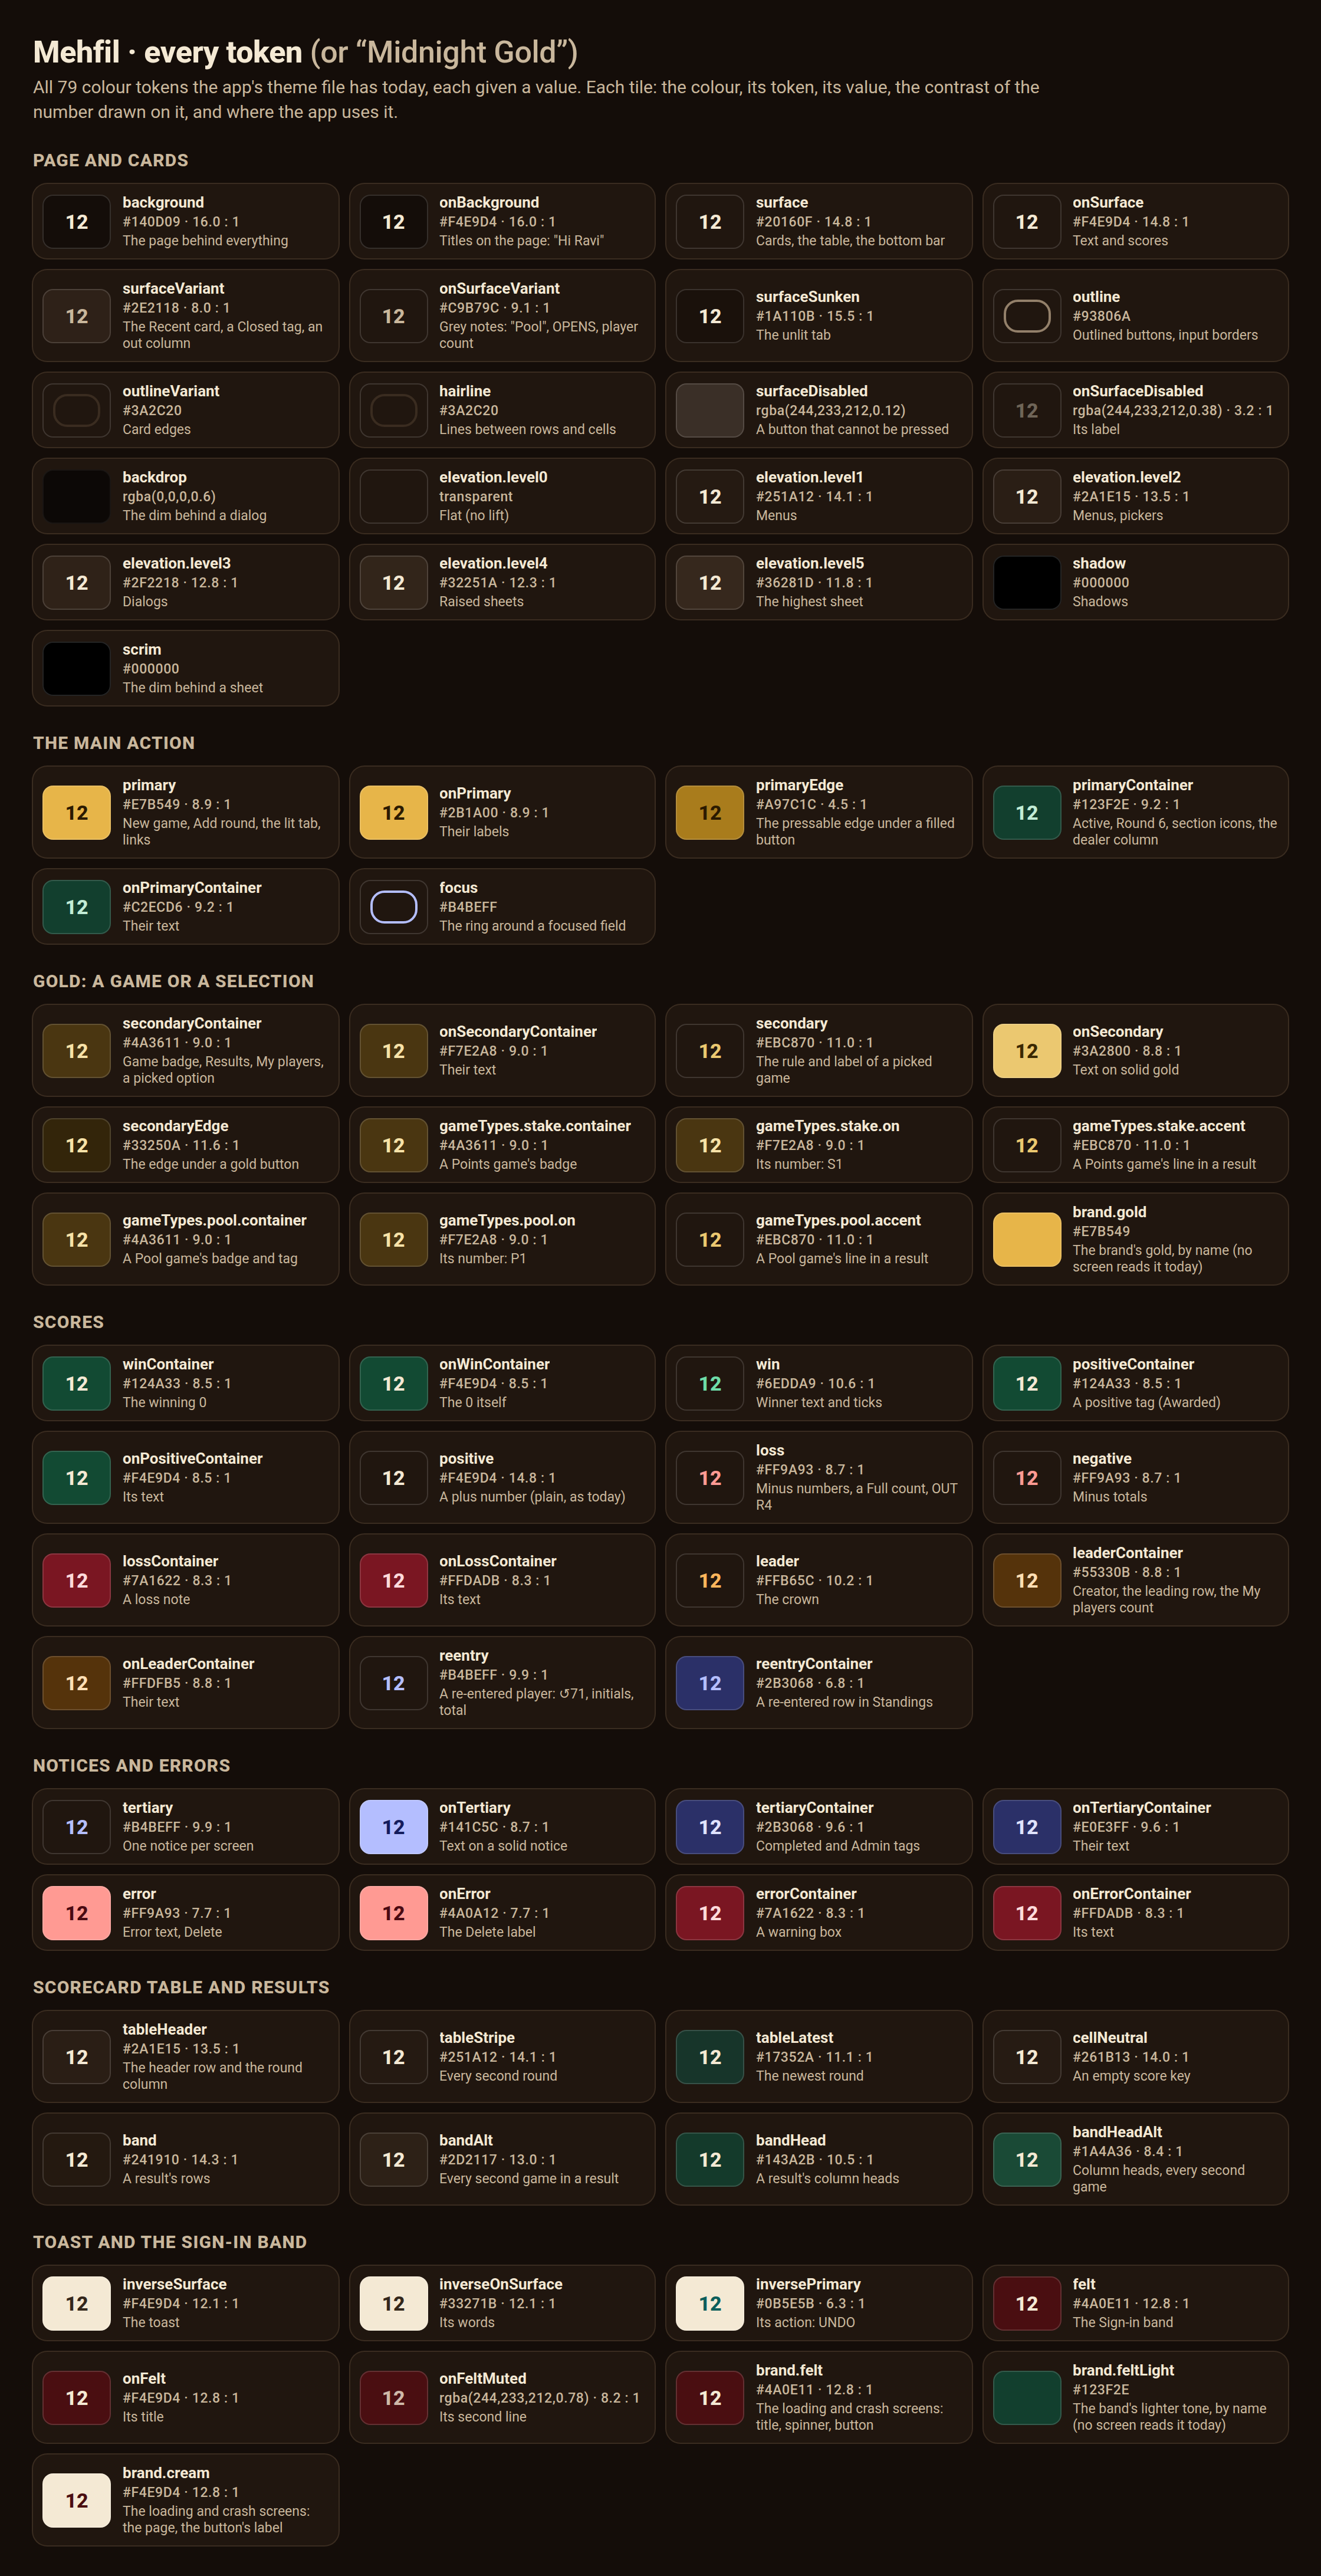 Mehfil · every token (or “Midnight Gold”)
All 79 colour tokens the app's theme file has today, each given a value. Each tile: the colour, its token, its value, the contrast of the
number drawn on it, and where the app uses it.
PAGE AND CARDS
12
background
#140D09 · 16.0 : 1
The page behind everything
12
onBackground
#F4E9D4 · 16.0 : 1
Titles on the page: "Hi Ravi"
12
surface
#20160F · 14.8 : 1
Cards, the table, the bottom bar
12
onSurface
#F4E9D4 · 14.8 : 1
Text and scores
12
surfaceVariant
#2E2118 · 8.0 : 1
The Recent card, a Closed tag, an
out column
12
onSurfaceVariant
#C9B79C · 9.1 : 1
Grey notes: "Pool", OPENS, player
count
12
surfaceSunken
#1A110B · 15.5 : 1
The unlit tab
outline
#93806A
Outlined buttons, input borders
outlineVariant
#3A2C20
Card edges
hairline
#3A2C20
Lines between rows and cells
surfaceDisabled
rgba(244,233,212,0.12)
A button that cannot be pressed
12
onSurfaceDisabled
rgba(244,233,212,0.38) · 3.2 : 1
Its label
backdrop
rgba(0,0,0,0.6)
The dim behind a dialog
elevation.level0
transparent
Flat (no lift)
12
elevation.level1
#251A12 · 14.1 : 1
Menus
12
elevation.level2
#2A1E15 · 13.5 : 1
Menus, pickers
12
elevation.level3
#2F2218 · 12.8 : 1
Dialogs
12
elevation.level4
#32251A · 12.3 : 1
Raised sheets
12
elevation.level5
#36281D · 11.8 : 1
The highest sheet
shadow
#000000
Shadows
scrim
#000000
The dim behind a sheet
THE MAIN ACTION
12
primary
#E7B549 · 8.9 : 1
New game, Add round, the lit tab,
links
12
onPrimary
#2B1A00 · 8.9 : 1
Their labels
12
primaryEdge
#A97C1C · 4.5 : 1
The pressable edge under a filled
button
12
primaryContainer
#123F2E · 9.2 : 1
Active, Round 6, section icons, the
dealer column
12
onPrimaryContainer
#C2ECD6 · 9.2 : 1
Their text
focus
#B4BEFF
The ring around a focused field
GOLD: A GAME OR A SELECTION
12
secondaryContainer
#4A3611 · 9.0 : 1
Game badge, Results, My players,
a picked option
12
onSecondaryContainer
#F7E2A8 · 9.0 : 1
Their text
12
secondary
#EBC870 · 11.0 : 1
The rule and label of a picked
game
12
onSecondary
#3A2800 · 8.8 : 1
Text on solid gold
12
secondaryEdge
#33250A · 11.6 : 1
The edge under a gold button
12
gameTypes.stake.container
#4A3611 · 9.0 : 1
A Points game's badge
12
gameTypes.stake.on
#F7E2A8 · 9.0 : 1
Its number: S1
12
gameTypes.stake.accent
#EBC870 · 11.0 : 1
A Points game's line in a result
12
gameTypes.pool.container
#4A3611 · 9.0 : 1
A Pool game's badge and tag
12
gameTypes.pool.on
#F7E2A8 · 9.0 : 1
Its number: P1
12
gameTypes.pool.accent
#EBC870 · 11.0 : 1
A Pool game's line in a result
brand.gold
#E7B549
The brand's gold, by name (no
screen reads it today)
SCORES
12
winContainer
#124A33 · 8.5 : 1
The winning 0
12
onWinContainer
#F4E9D4 · 8.5 : 1
The 0 itself
12
win
#6EDDA9 · 10.6 : 1
Winner text and ticks
12
positiveContainer
#124A33 · 8.5 : 1
A positive tag (Awarded)
12
onPositiveContainer
#F4E9D4 · 8.5 : 1
Its text
12
positive
#F4E9D4 · 14.8 : 1
A plus number (plain, as today)
12
loss
#FF9A93 · 8.7 : 1
Minus numbers, a Full count, OUT
R4
12
negative
#FF9A93 · 8.7 : 1
Minus totals
12
lossContainer
#7A1622 · 8.3 : 1
A loss note
12
onLossContainer
#FFDADB · 8.3 : 1
Its text
12
leader
#FFB65C · 10.2 : 1
The crown
12
leaderContainer
#55330B · 8.8 : 1
Creator, the leading row, the My
players count
12
onLeaderContainer
#FFDFB5 · 8.8 : 1
Their text
12
reentry
#B4BEFF · 9.9 : 1
A re-entered player: ↺71, initials,
total
12
reentryContainer
#2B3068 · 6.8 : 1
A re-entered row in Standings
NOTICES AND ERRORS
12
tertiary
#B4BEFF · 9.9 : 1
One notice per screen
12
onTertiary
#141C5C · 8.7 : 1
Text on a solid notice
12
tertiaryContainer
#2B3068 · 9.6 : 1
Completed and Admin tags
12
onTertiaryContainer
#E0E3FF · 9.6 : 1
Their text
12
error
#FF9A93 · 7.7 : 1
Error text, Delete
12
onError
#4A0A12 · 7.7 : 1
The Delete label
12
errorContainer
#7A1622 · 8.3 : 1
A warning box
12
onErrorContainer
#FFDADB · 8.3 : 1
Its text
SCORECARD TABLE AND RESULTS
12
tableHeader
#2A1E15 · 13.5 : 1
The header row and the round
column
12
tableStripe
#251A12 · 14.1 : 1
Every second round
12
tableLatest
#17352A · 11.1 : 1
The newest round
12
cellNeutral
#261B13 · 14.0 : 1
An empty score key
12
band
#241910 · 14.3 : 1
A result's rows
12
bandAlt
#2D2117 · 13.0 : 1
Every second game in a result
12
bandHead
#143A2B · 10.5 : 1
A result's column heads
12
bandHeadAlt
#1A4A36 · 8.4 : 1
Column heads, every second
game
TOAST AND THE SIGN-IN BAND
12
inverseSurface
#F4E9D4 · 12.1 : 1
The toast
12
inverseOnSurface
#33271B · 12.1 : 1
Its words
12
inversePrimary
#0B5E5B · 6.3 : 1
Its action: UNDO
12
felt
#4A0E11 · 12.8 : 1
The Sign-in band
12
onFelt
#F4E9D4 · 12.8 : 1
Its title
12
onFeltMuted
rgba(244,233,212,0.78) · 8.2 : 1
Its second line
12
brand.felt
#4A0E11 · 12.8 : 1
The loading and crash screens:
title, spinner, button
brand.feltLight
#123F2E
The band's lighter tone, by name
(no screen reads it today)
12
brand.cream
#F4E9D4 · 12.8 : 1
The loading and crash screens:
the page, the button's label